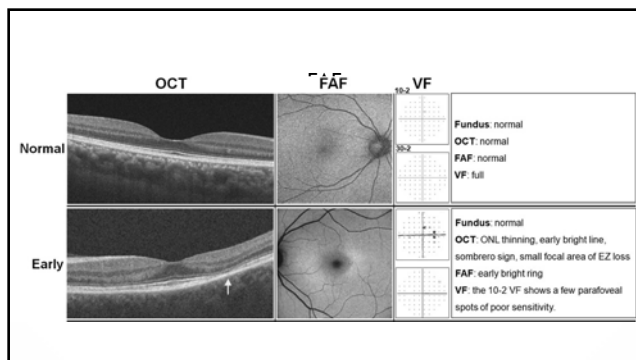 OCT FAF VF
10-2
Normal
30-2
Fundus: normal
OCT: normal
FAF: normal
VF: full
Early
Fundus: normal
OCT: ONL thinning, early bright line,
sombrero sign, small focal area of EZ loss
FAF: early bright ring
VF: the 10-2 VF shows a few parafoveal
spots of poor sensitivity.